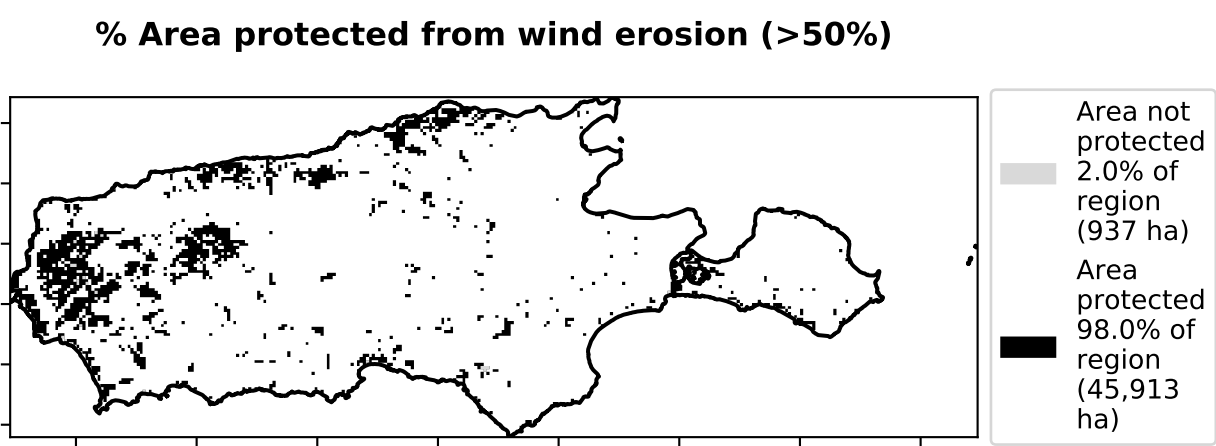 % Area protected from wind erosion (>50%)
Area not
protected
2.0% of
region
(937 ha)
Area
protected
98.0% of
region
(45,913
ha)